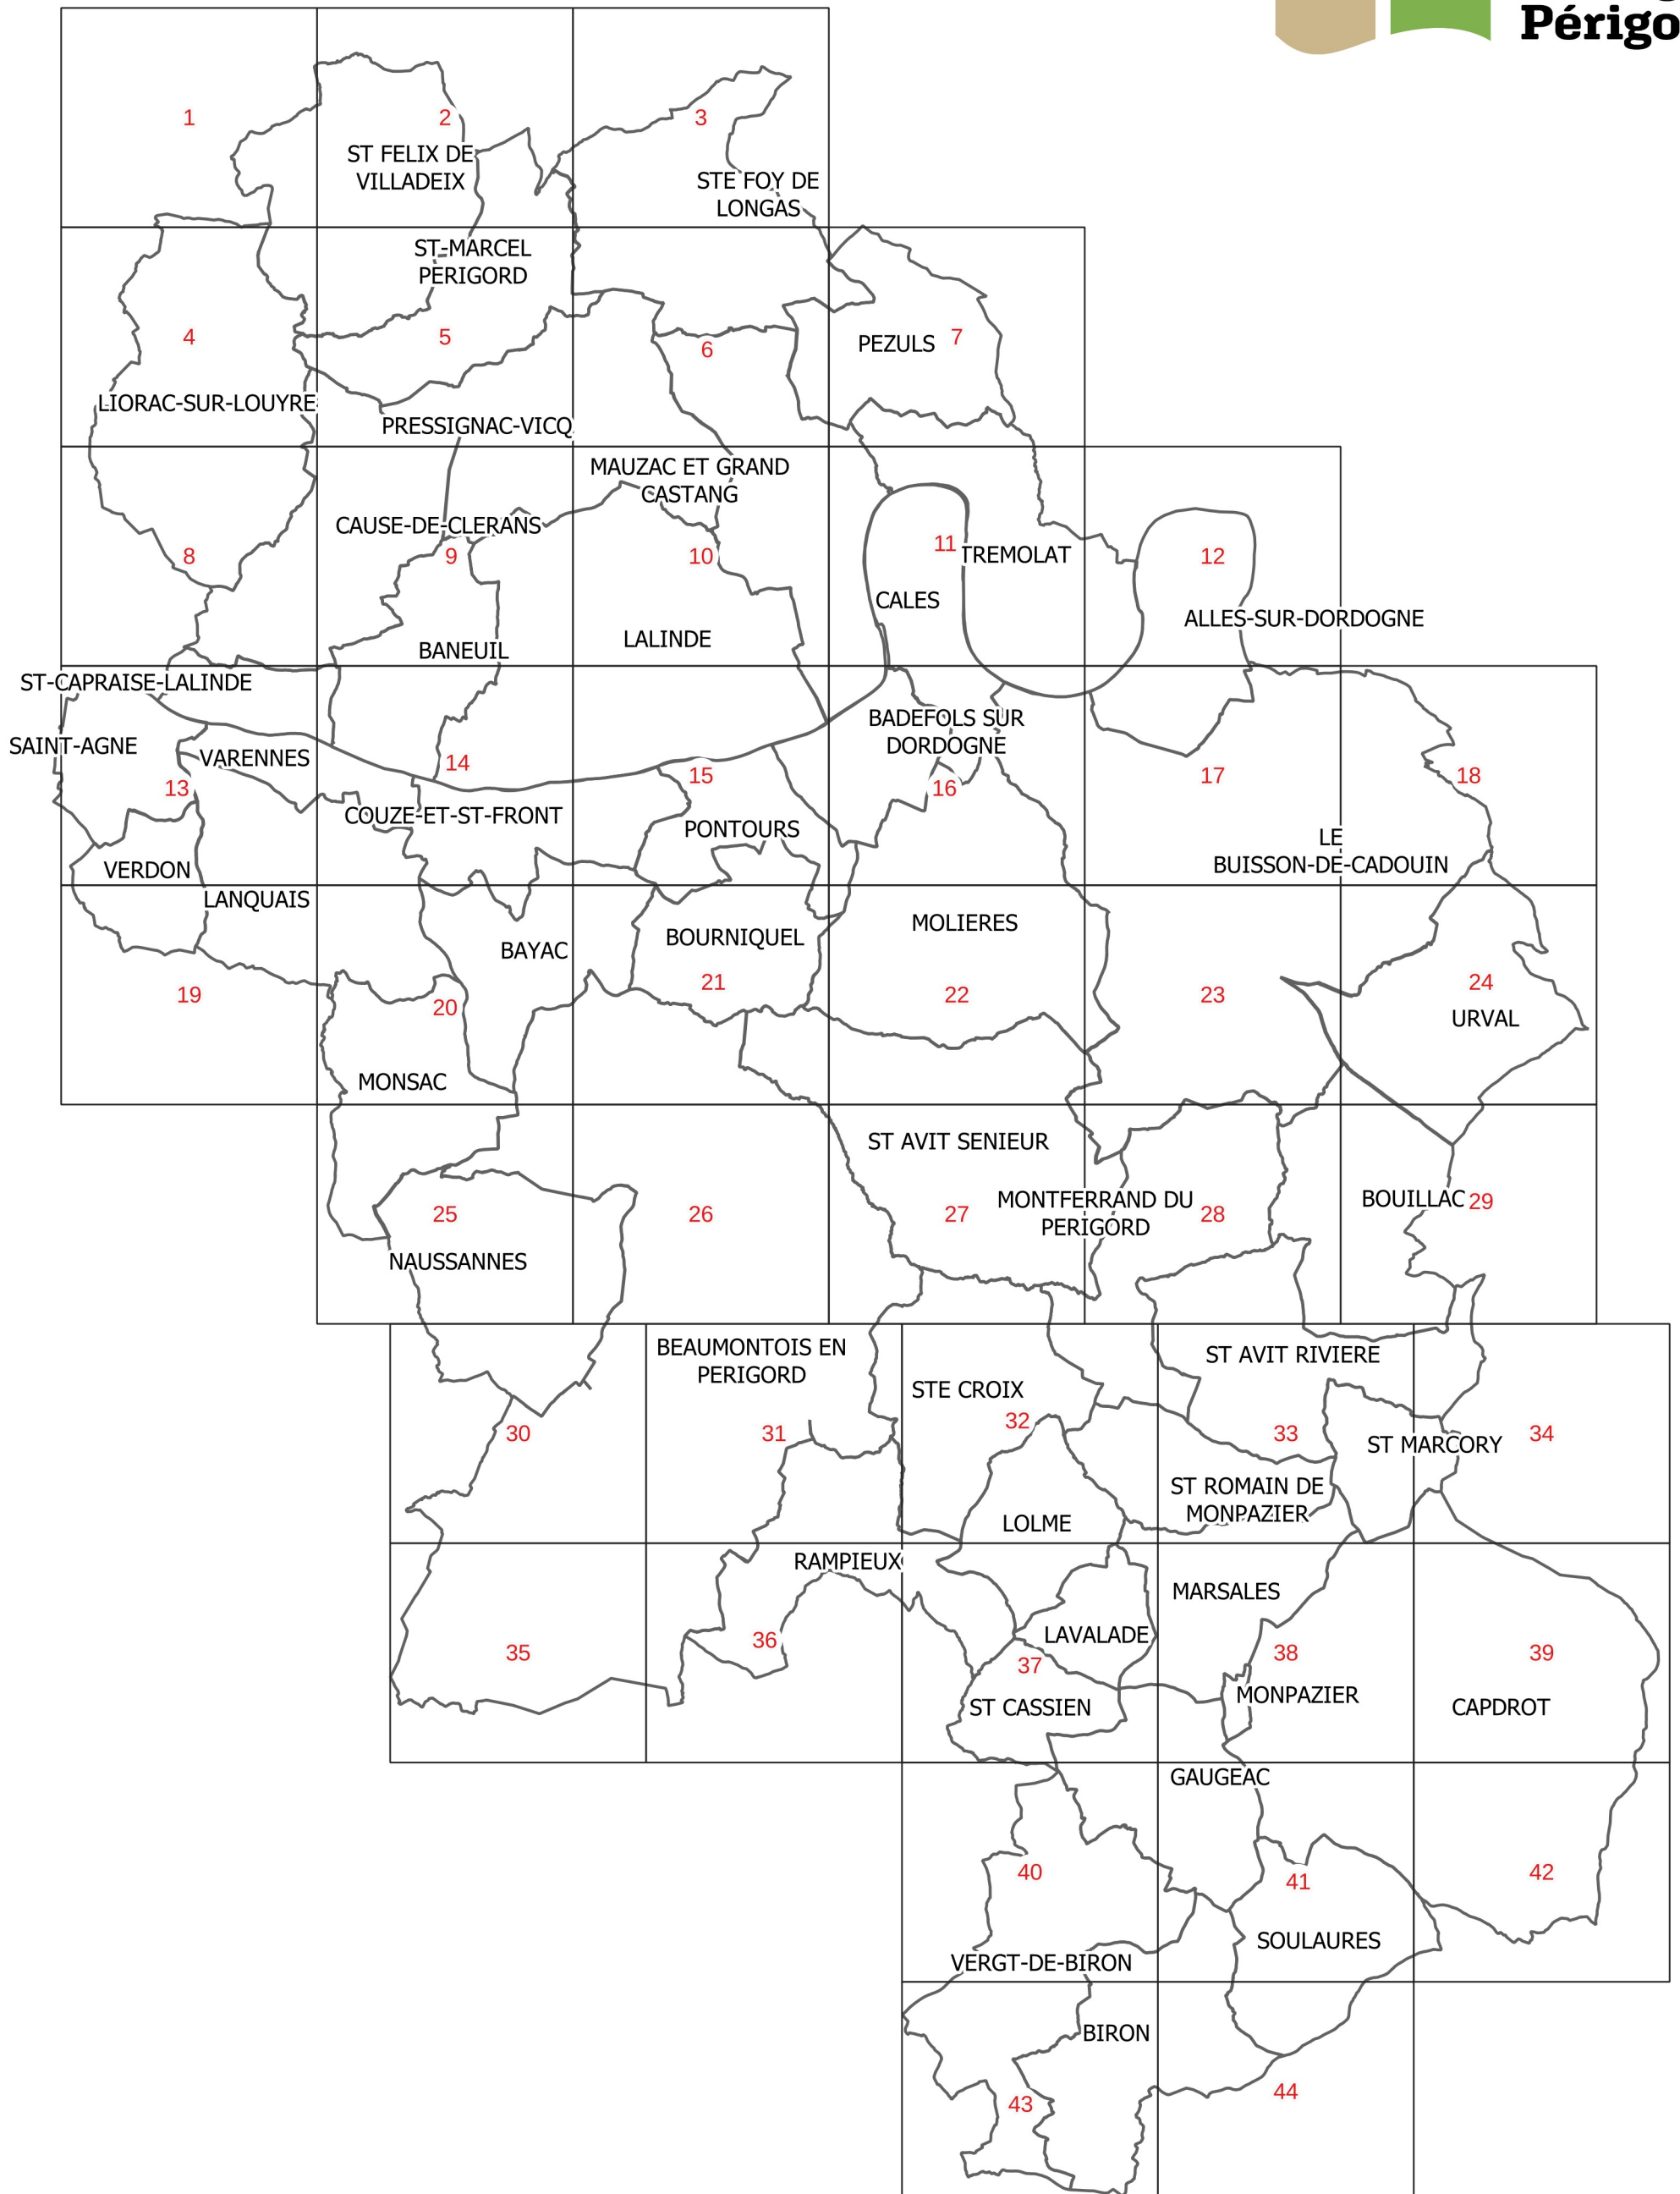 Périgo
1
2
3
ST FELIX DE
VILLADEIX
STE FOY DE
LONGAS
ST-MARCEL
PERIGORD
4
5
6
PEZULS
7
LIORAC-SUR-LOUYRE
PRESSIGNAC-VICQ
MAUZAC ET GRAND
CASTANG
CAUSE-DE-CLERANS
8
9
10
11
TREMOLAT
12
CALES
ALLES-SUR-DORDOGNE
BANEUIL
LALINDE
ST-CAPRAISE-LALINDE
BADEFOLS SUR
DORDOGNE
SAINT-AGNE
VARENNES
14
15
16
17
18
13
COUZE-ET-ST-FRONT
PONTOURS
LE
BUISSON-DE-CADOUIN
VERDON
LANQUAIS
BAYAC
BOURNIQUEL
MOLIERES
19
20
21
22
23
24
URVAL
MONSAC
ST AVIT SENIEUR
25
26
27
MONTFERRAND DU
PERIGORD
28
BOUILLAC
29
NAUSSANNES
BEAUMONTOIS EN
PERIGORD
STE CROIX
ST AVIT RIVIERE
30
31
32
33
ST MARCORY
34
ST ROMAIN DE
MONPAZIER
LOLME
RAMPIEUX
MARSALES
LAVALADE
35
36
37
38
39
ST CASSIEN
MONPAZIER
CAPDROT
GAUGEAC
40
41
42
SOULAURES
VERGT-DE-BIRON
BIRON
43
44